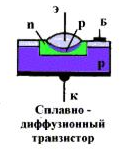 э
n p Б
р
к
Сплавно -
диффузионный
транзистор